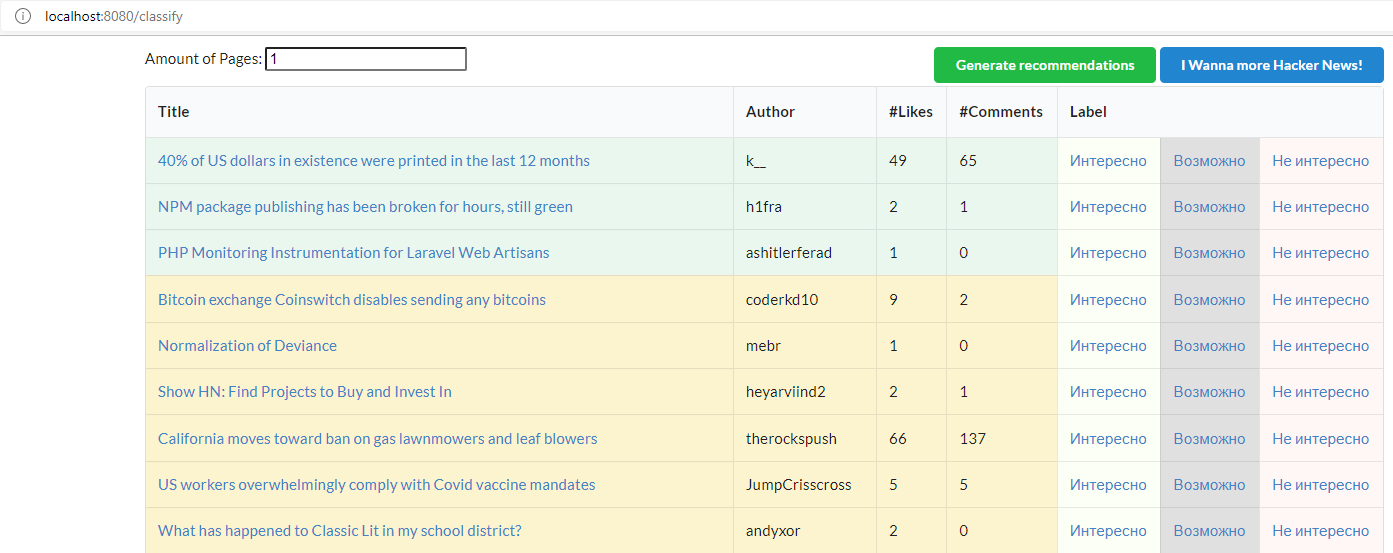 localhost:8080/classify
Amount of Pages: 1 Generate recommendations I Wanna more Hacker News!
Title Author #Likes #Comments Label
40% of US dollars in existence were printed in the last 12 months k__ 49 65 Интересно Возможно Не интересно
NPM package publishing has been broken for hours, still green h1fra 2 1 Интересно Возможно Не интересно
PHP Monitoring Instrumentation for Laravel Web Artisans ashitlerferad 1 0 Интересно Возможно Не интересно
Bitcoin exchange Coinswitch disables sending any bitcoins coderkd10 9 2 Интересно Возможно Не интересно
Normalization of Deviance mebr 1 0 Интересно Возможно Не интересно
Show HN: Find Projects to Buy and Invest In heyarviind2 2 1 Интересно Возможно Не интересно
California moves toward ban on gas lawnmowers and leaf blowers therockspush 66 137 Интересно Возможно Не интересно
US workers overwhelmingly comply with Covid vaccine mandates JumpCrisscross 5 5 Интересно Возможно Не интересно
What has happened to Classic Lit in my school district? andyxor 2 0 Интересно Возможно Не интересно